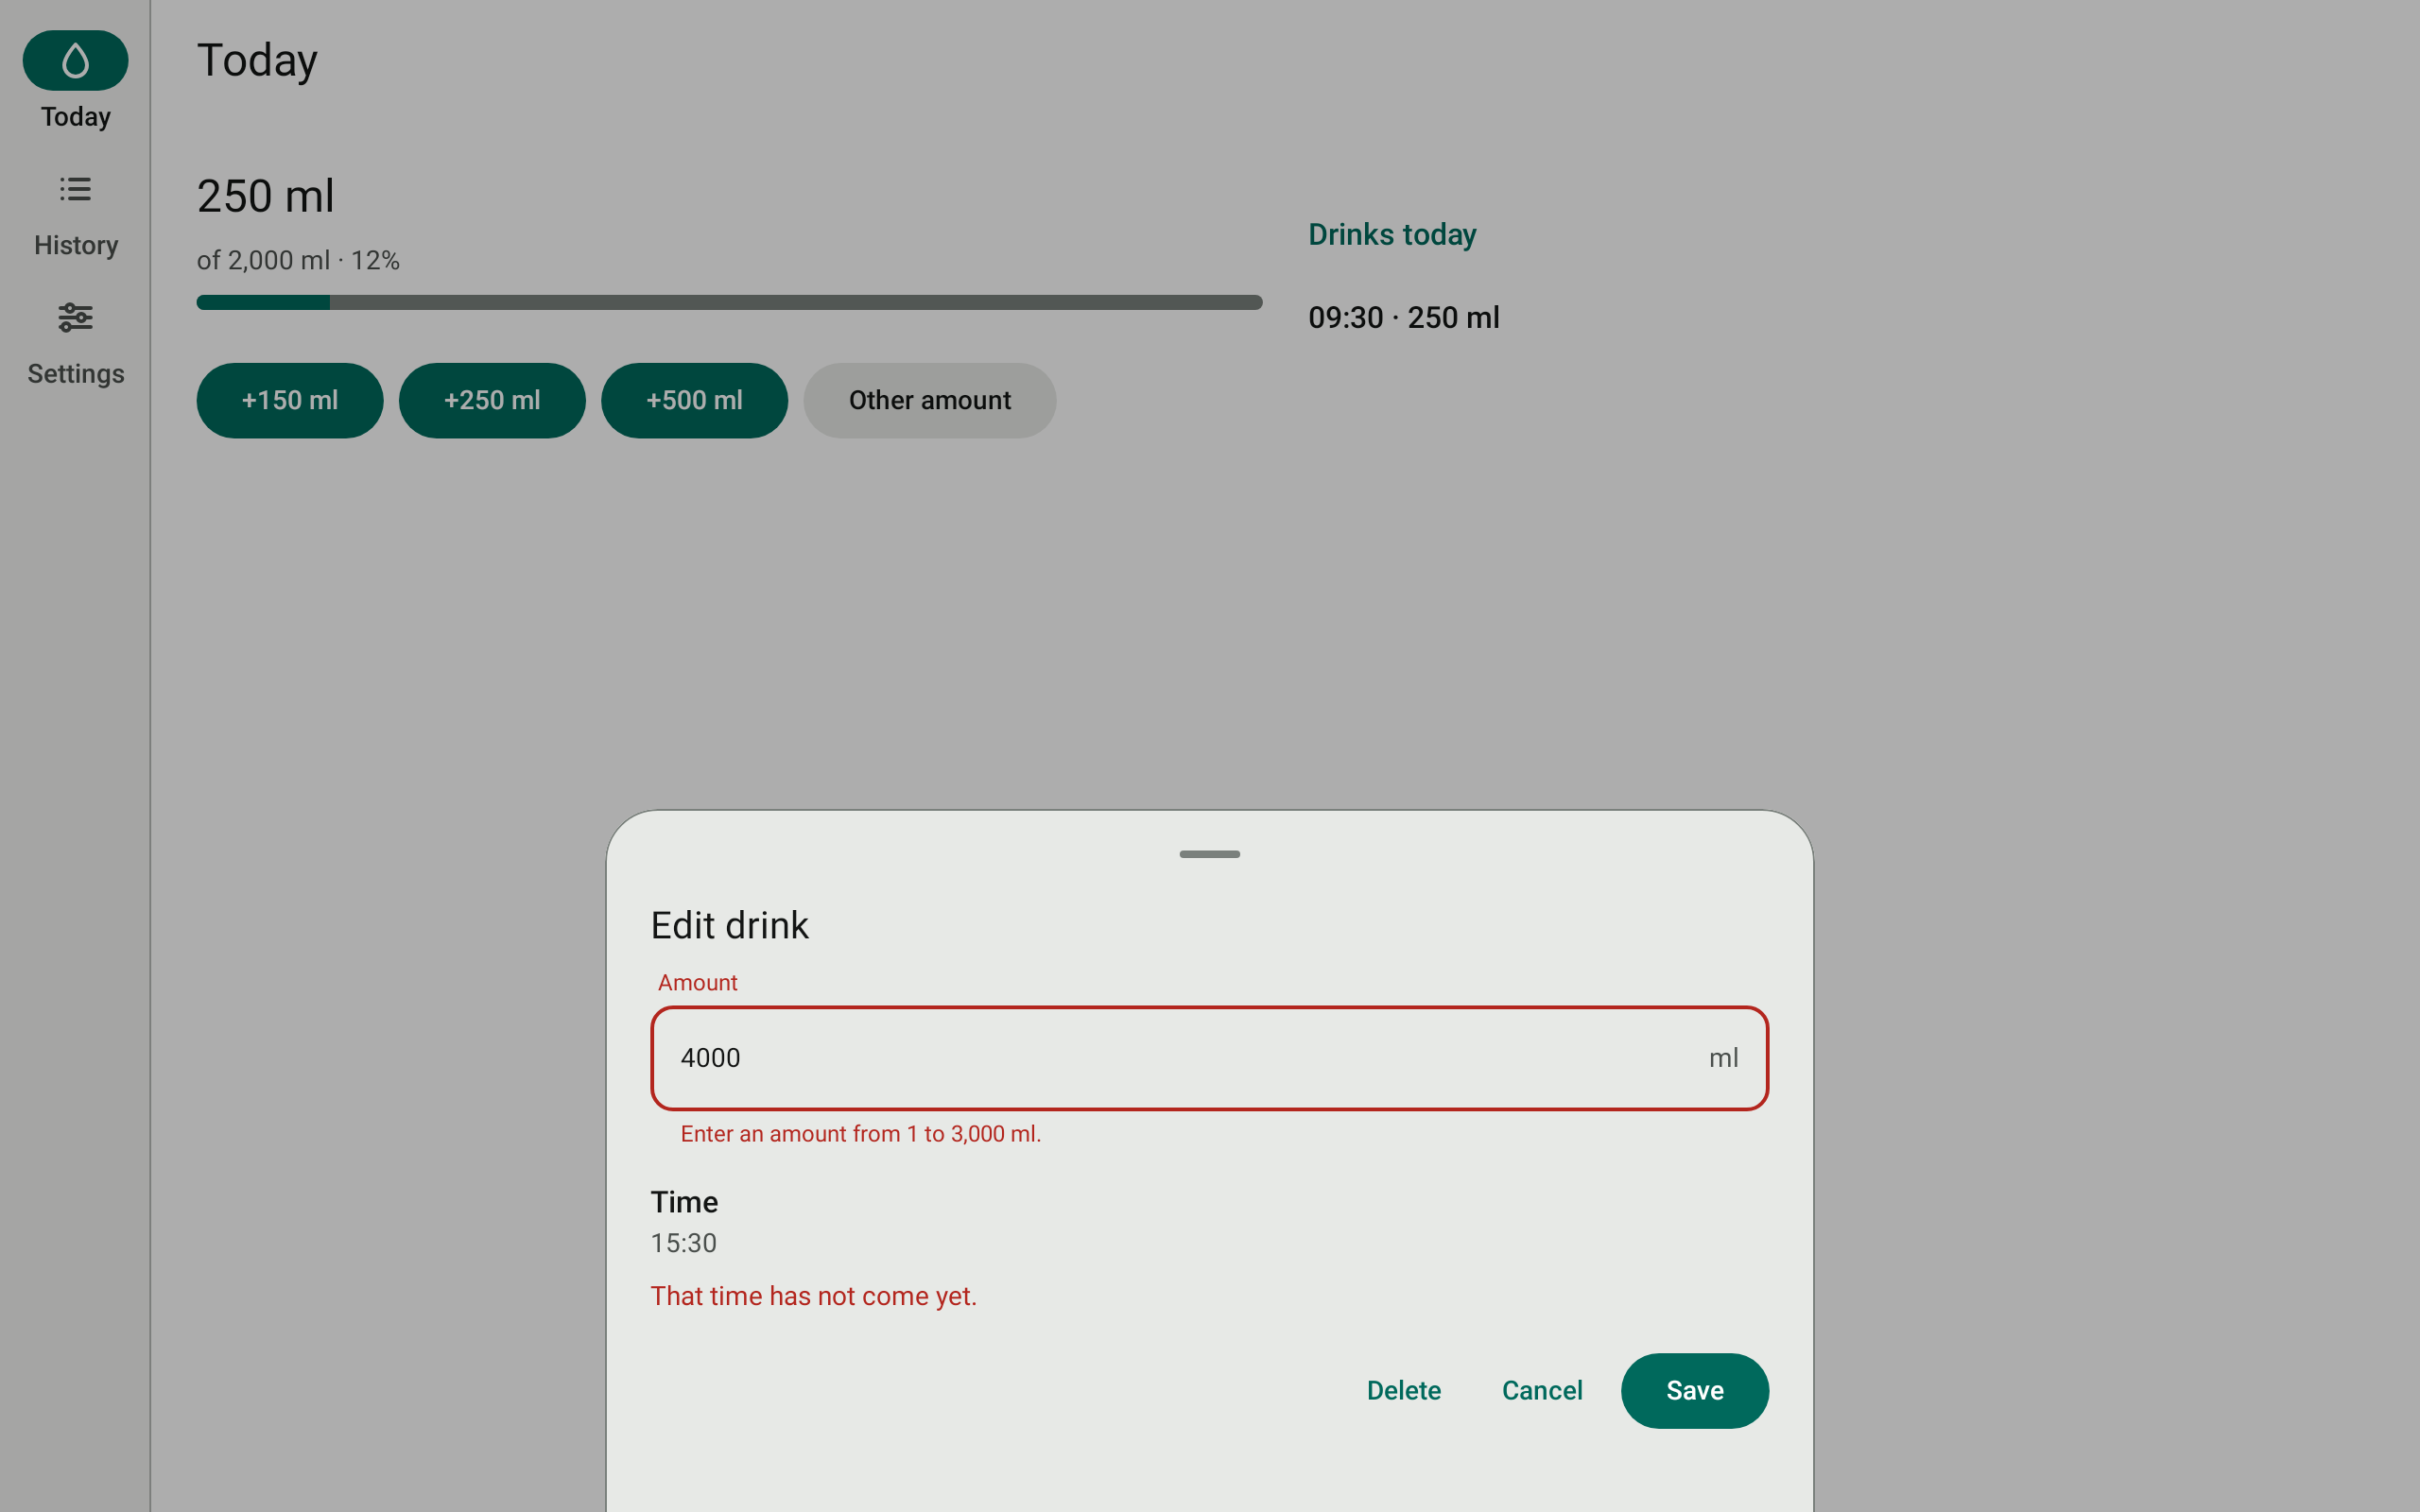 Today
History
Settings
Today
250 ml
of 2,000 ml · 12%
+150 ml
+250 ml
+500 ml
Other amount
Drinks today
09:30 · 250 ml
Edit drink
Amount
4000 ml
Enter an amount from 1 to 3,000 ml.
Time
15:30
That time has not come yet.
Delete
Cancel
Save